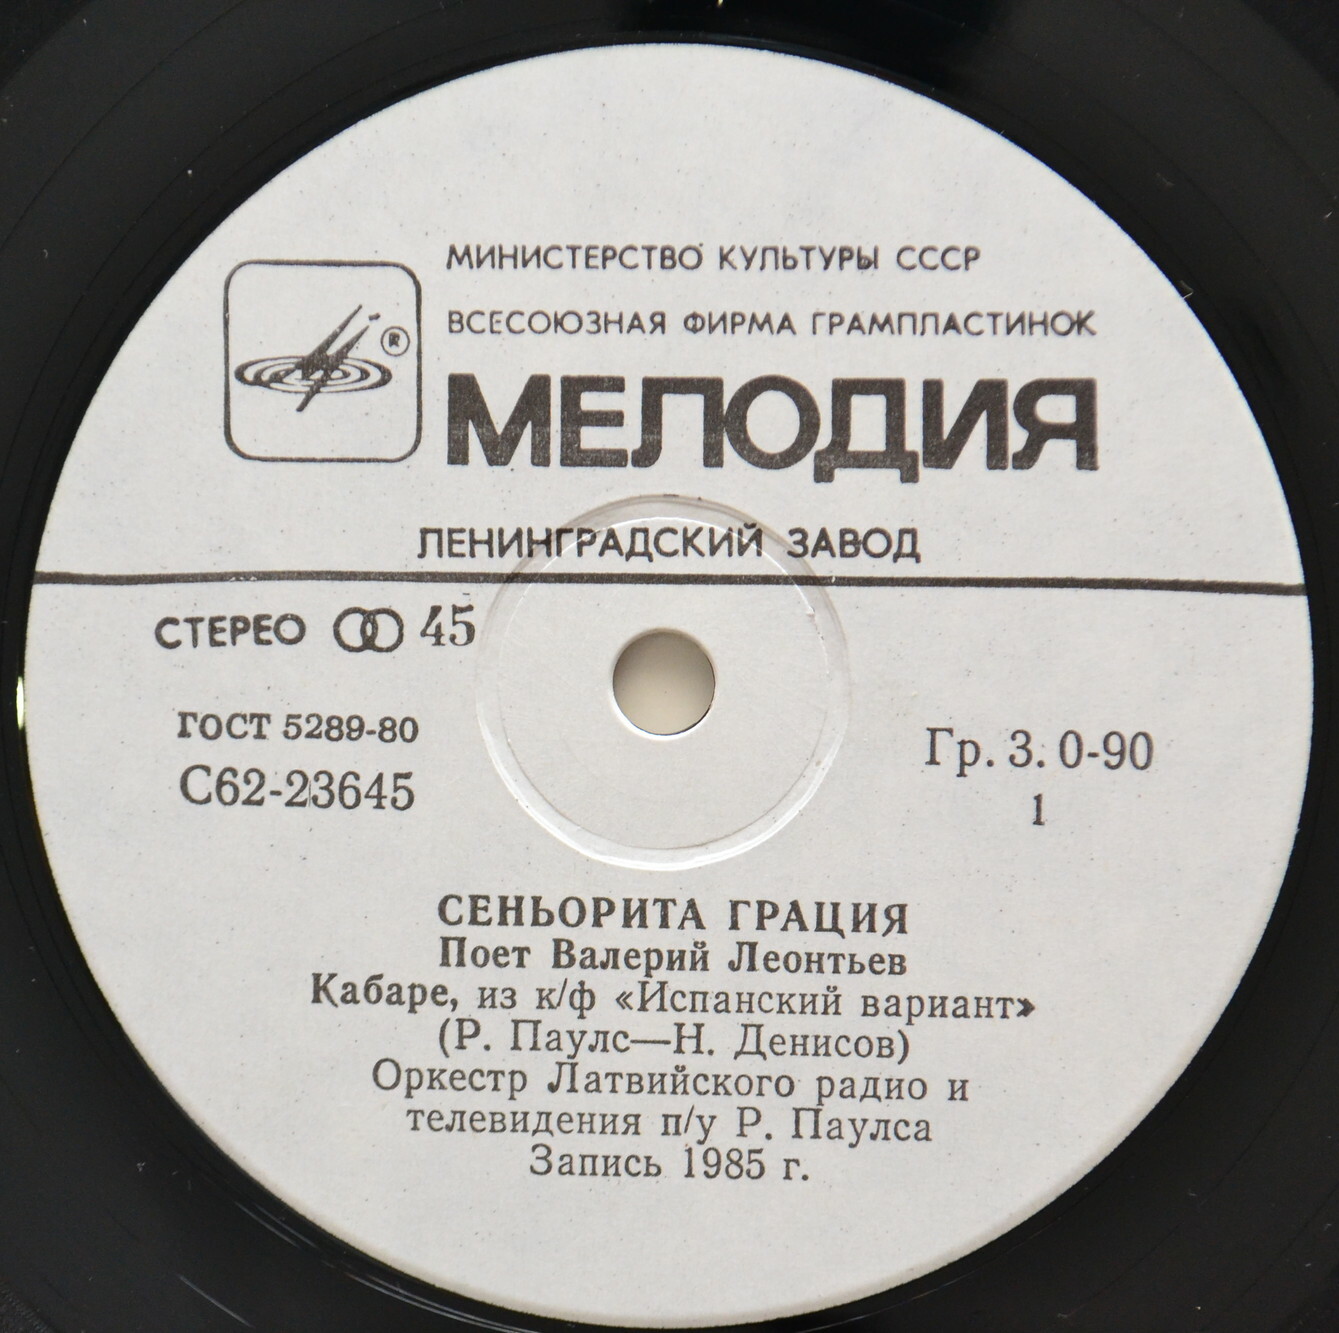 МИНИСТЕРСТВО КУЛЬТУРЫ СССР
ВСЕСОЮЗНАЯ ФИРМА ГРАМПЛАСТИНОК
®
МЕЛОДИЯ
ЛЕНИНГРАДСКИЙ ЗАВОД
СТЕРЕО 45
ГОСТ 5289-80
С62-23645
Гр. 3. 0-90
1
СЕНЬОРИТА ГРАЦИЯ
Поет Валерий Леонтьев
Кабаре, из к/ф «Испанский вариант»
(Р. Паулс—Н. Денисов)
Оркестр Латвийского радио и
телевидения п/у Р. Паулса
Запись 1985 г.